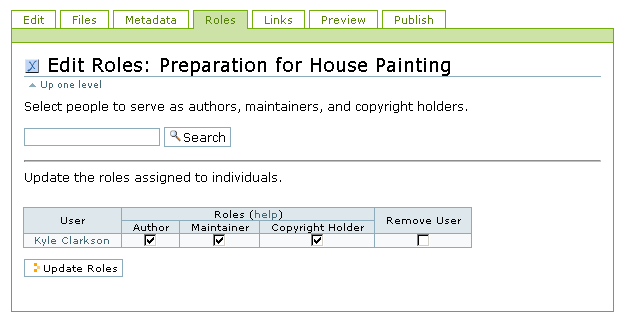 Edit Files Metadata Roles Links Preview Publish
Edit Roles: Preparation for House Painting
Up one level
Select people to serve as authors, maintainers, and copyright holders.
Search
Update the roles assigned to individuals.
User Roles (help) Remove User
Author Maintainer Copyright Holder
Kyle Clarkson
Update Roles